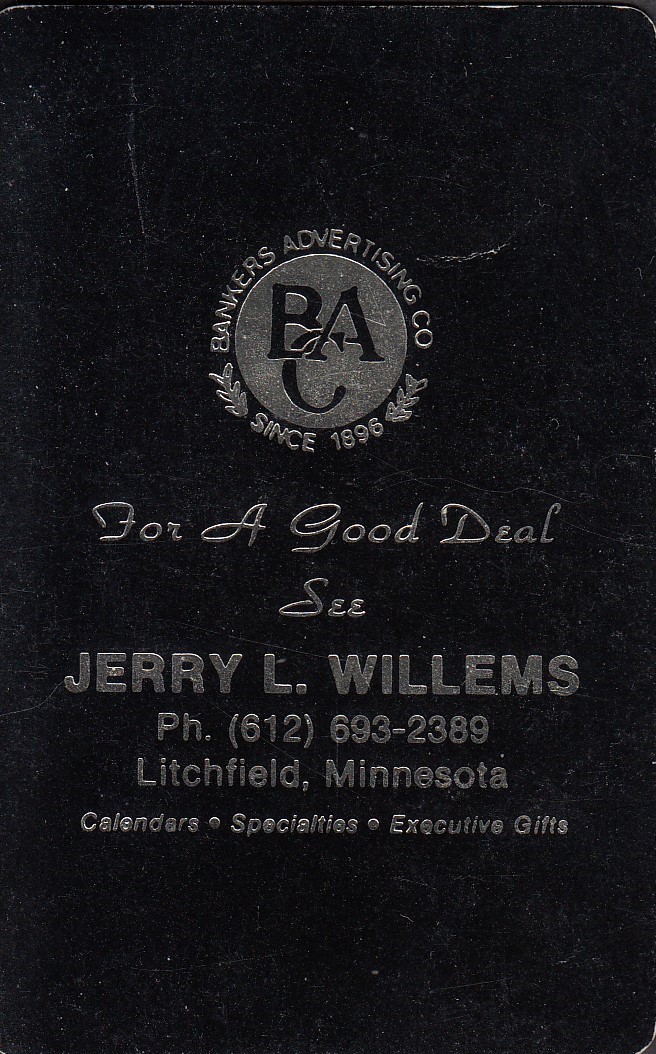 BANKERS ADVERTISING CO
BAC
SINCE 1896
For A Good Deal
See
JERRY L. WILLEMS
Ph. (612) 693-2389
Litchfield, Minnesota
Calendars • Specialties • Executive Gifts